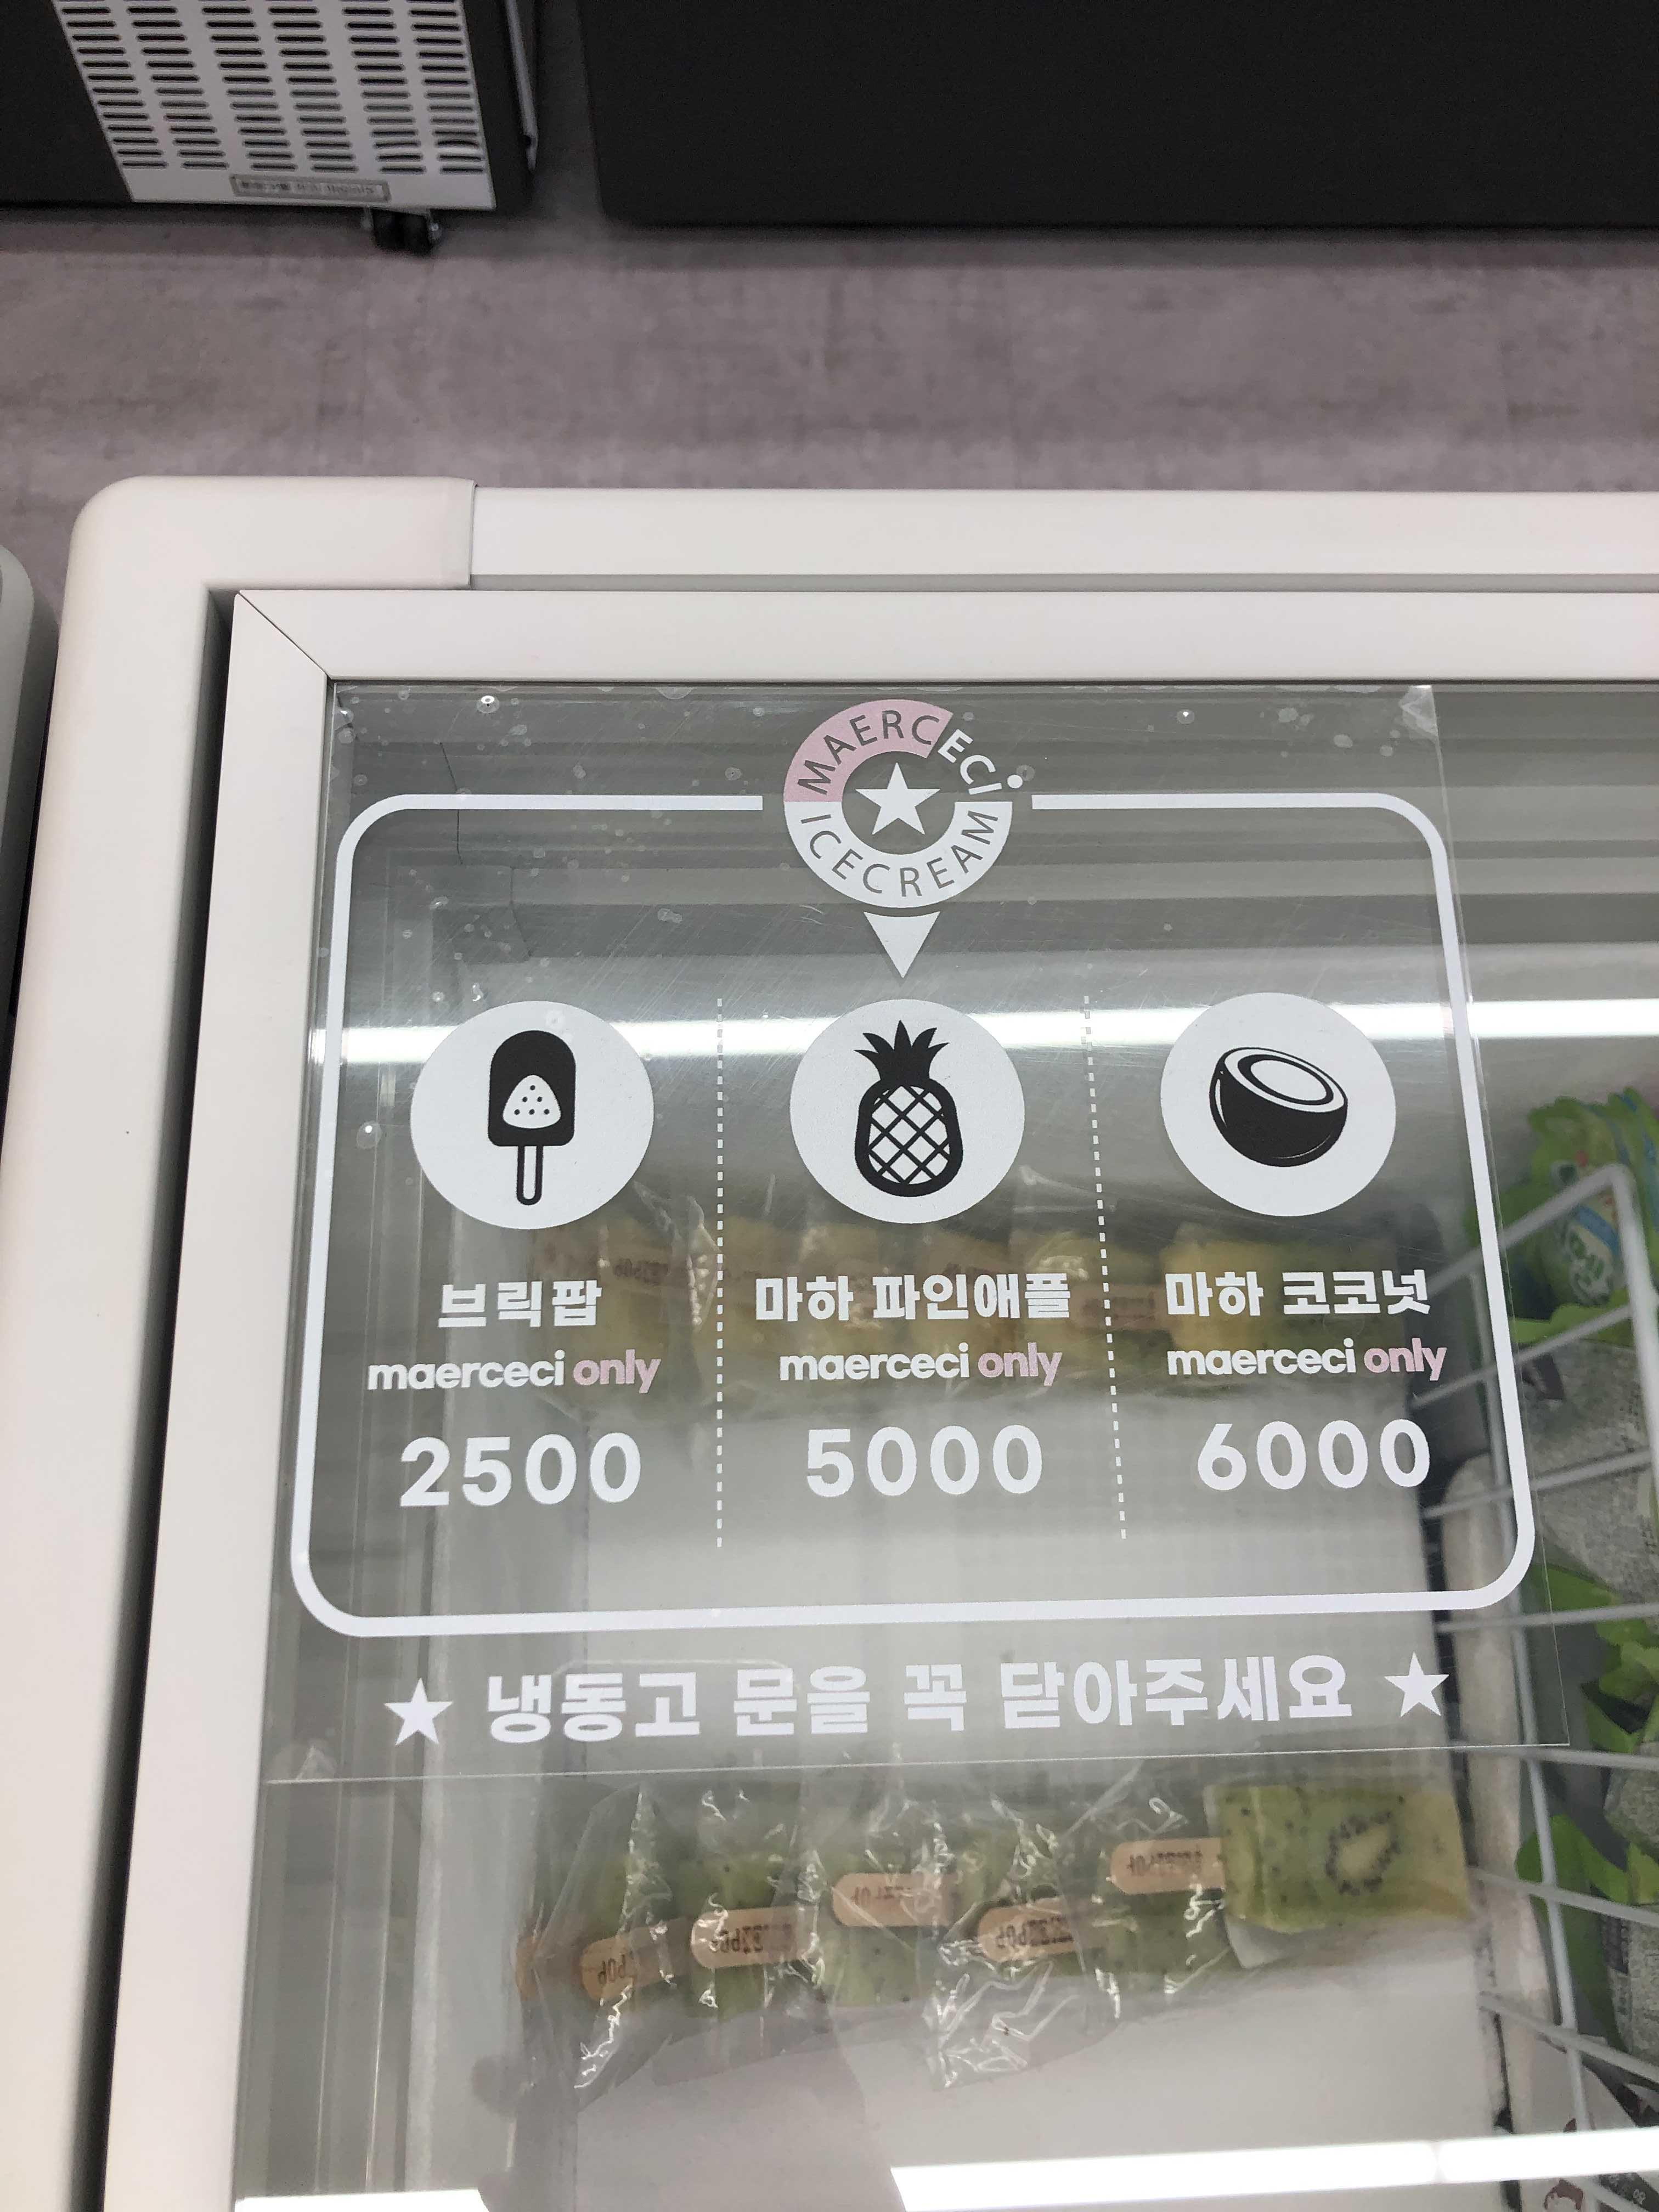 MAERCECi
ICECREAM
브릭팝
maerceci only
2500
마하 파인애플
maerceci only
5000
마하 코코넛
maerceci only
6000
★ 냉동고 문을 꼭 닫아주세요 ★
POP